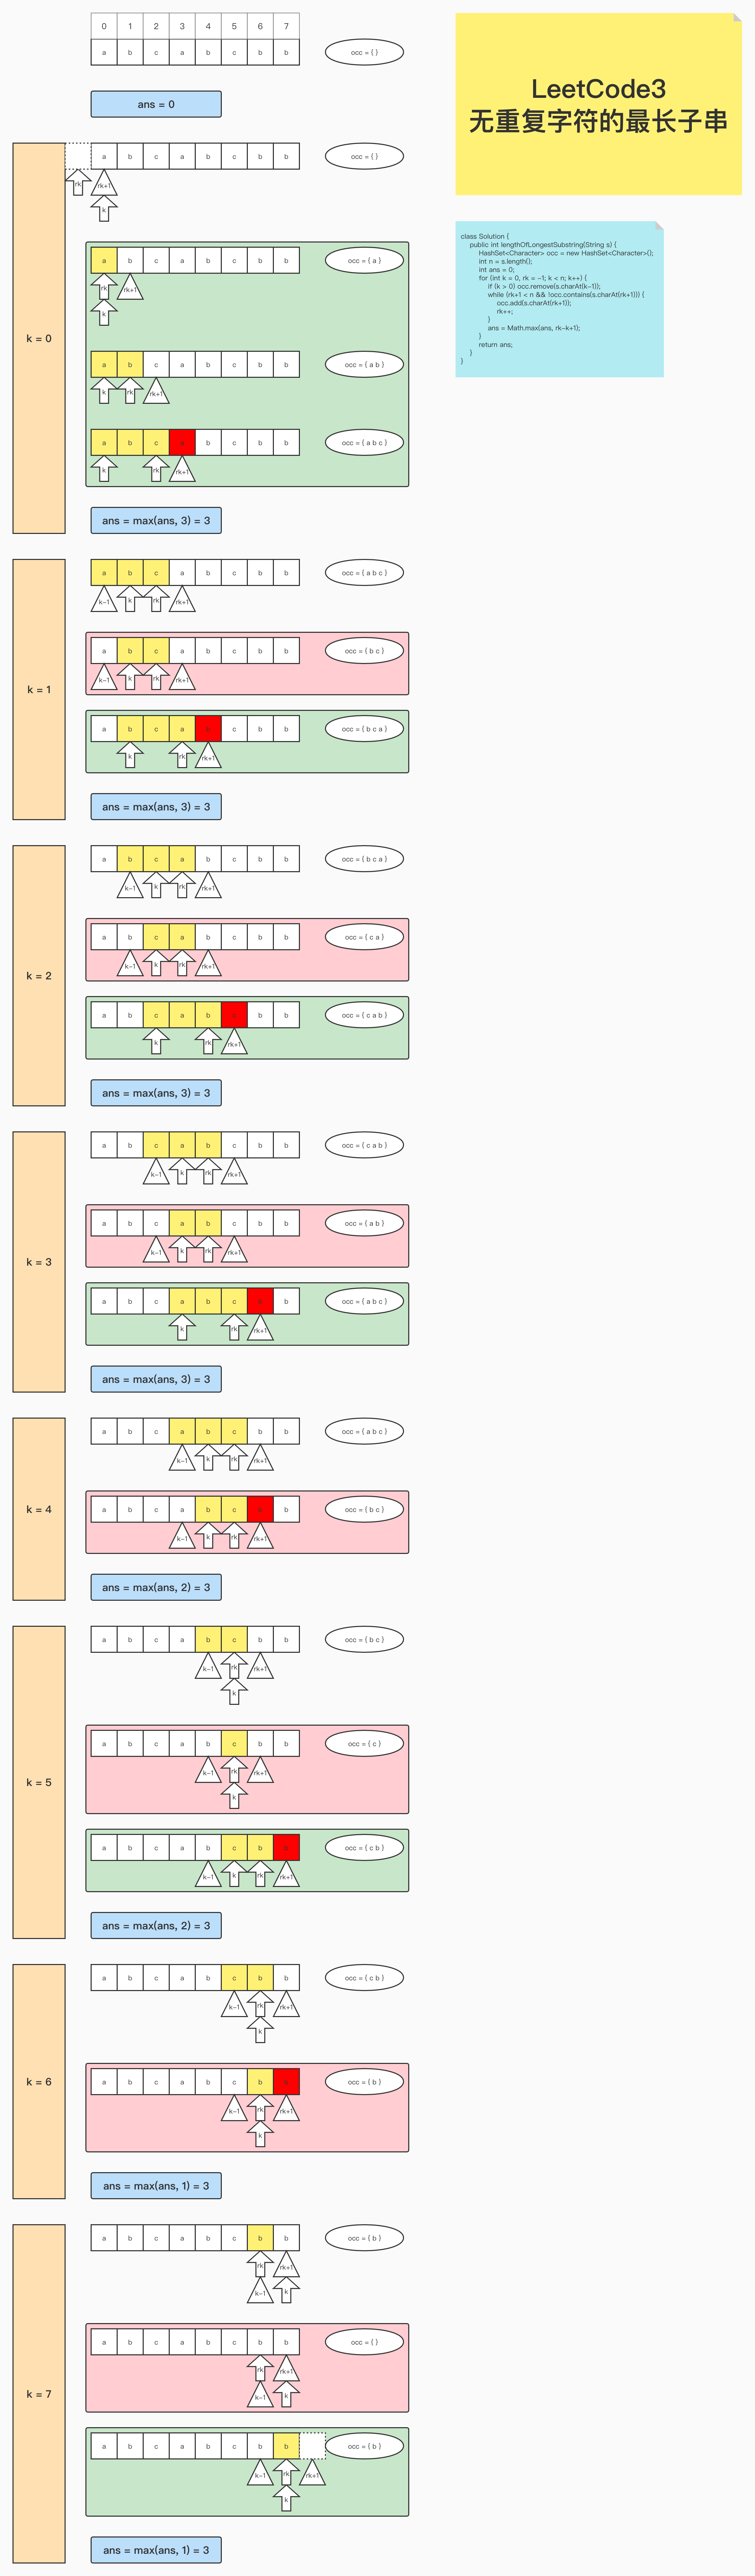 0 1 2 3 4 5 6 7
a b c a b c b b
occ = { }
ans = 0
LeetCode3
无重复字符的最长子串
class Solution {
public int lengthOfLongestSubstring(String s) {
HashSet<Character> occ = new HashSet<Character>();
int n = s.length();
int ans = 0;
for (int k = 0, rk = −1; k < n; k++) {
if (k > 0) occ.remove(s.charAt(k−1));
while (rk+1 < n && !occ.contains(s.charAt(rk+1))) {
occ.add(s.charAt(rk+1));
rk++;
}
ans = Math.max(ans, rk−k+1);
}
return ans;
}
}
k = 0
a b c a b c b b
occ = { }
rk rk+1
k
a b c a b c b b
occ = { a }
rk rk+1
k
a b c a b c b b
occ = { a b }
k rk rk+1
a b c a b c b b
occ = { a b c }
k rk rk+1
ans = max(ans, 3) = 3
k = 1
a b c a b c b b
occ = { a b c }
k−1 k rk rk+1
a b c a b c b b
occ = { b c }
k−1 k rk rk+1
a b c a b c b b
occ = { b c a }
k rk rk+1
ans = max(ans, 3) = 3
k = 2
a b c a b c b b
occ = { b c a }
k−1 k rk rk+1
a b c a b c b b
occ = { c a }
k−1 k rk rk+1
a b c a b c b b
occ = { c a b }
k rk rk+1
ans = max(ans, 3) = 3
k = 3
a b c a b c b b
occ = { c a b }
k−1 k rk rk+1
a b c a b c b b
occ = { a b }
k−1 k rk rk+1
a b c a b c b b
occ = { a b c }
k rk rk+1
ans = max(ans, 3) = 3
k = 4
a b c a b c b b
occ = { a b c }
k−1 k rk rk+1
a b c a b c b b
occ = { b c }
k−1 k rk rk+1
ans = max(ans, 2) = 3
k = 5
a b c a b c b b
occ = { b c }
k−1 rk rk+1
k
a b c a b c b b
occ = { c }
k−1 rk rk+1
k
a b c a b c b b
occ = { c b }
k−1 k rk rk+1
ans = max(ans, 2) = 3
k = 6
a b c a b c b b
occ = { c b }
k−1 rk rk+1
k
a b c a b c b b
occ = { b }
k−1 rk rk+1
k
ans = max(ans, 1) = 3
k = 7
a b c a b c b b
occ = { b }
rk rk+1
k−1 k
a b c a b c b b
occ = { }
rk rk+1
k−1 k
a b c a b c b b
occ = { b }
k−1 rk rk+1
k
ans = max(ans, 1) = 3